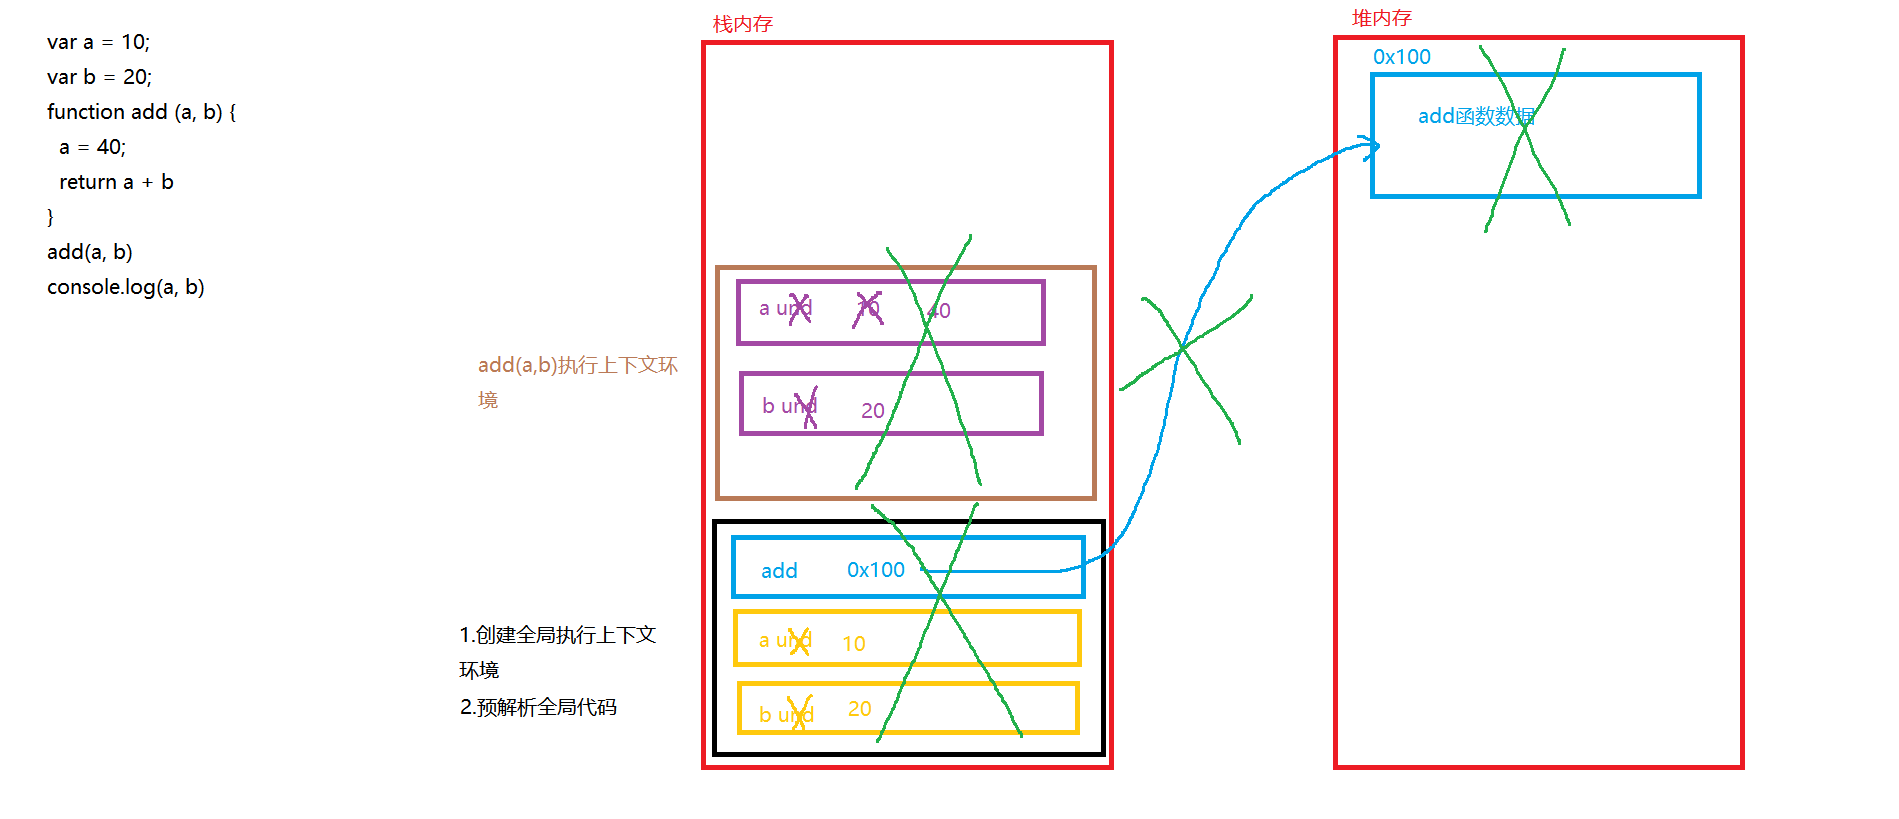 var a = 10;
var b = 20;
function add (a, b) {
a = 40;
return a + b
}
add(a, b)
console.log(a, b)
栈内存
堆内存
0x100
add函数数据
add(a,b)执行上下文环
境
a und 10 40
b und 20
add 0x100
a und 10
b und 20
1.创建全局执行上下文
环境
2.预解析全局代码